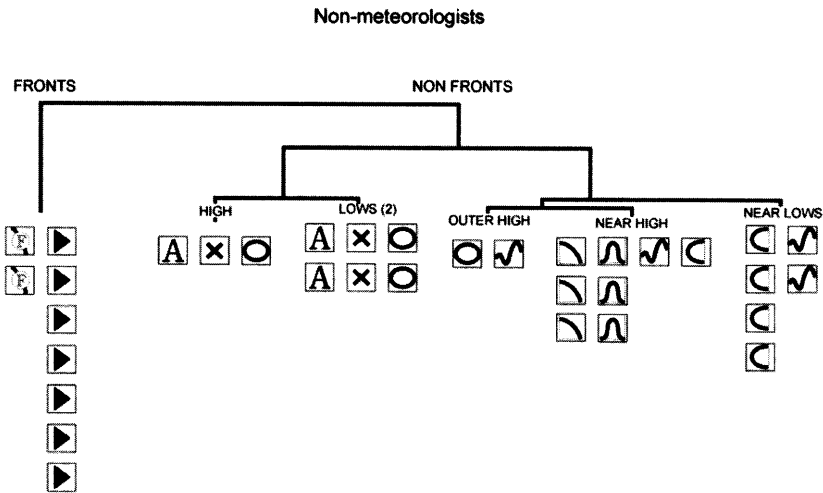 Non-meteorologists
FRONTS
NON FRONTS
HIGH
LOWS (2)
OUTER HIGH
NEAR HIGH
NEAR LOWS
A
A
A